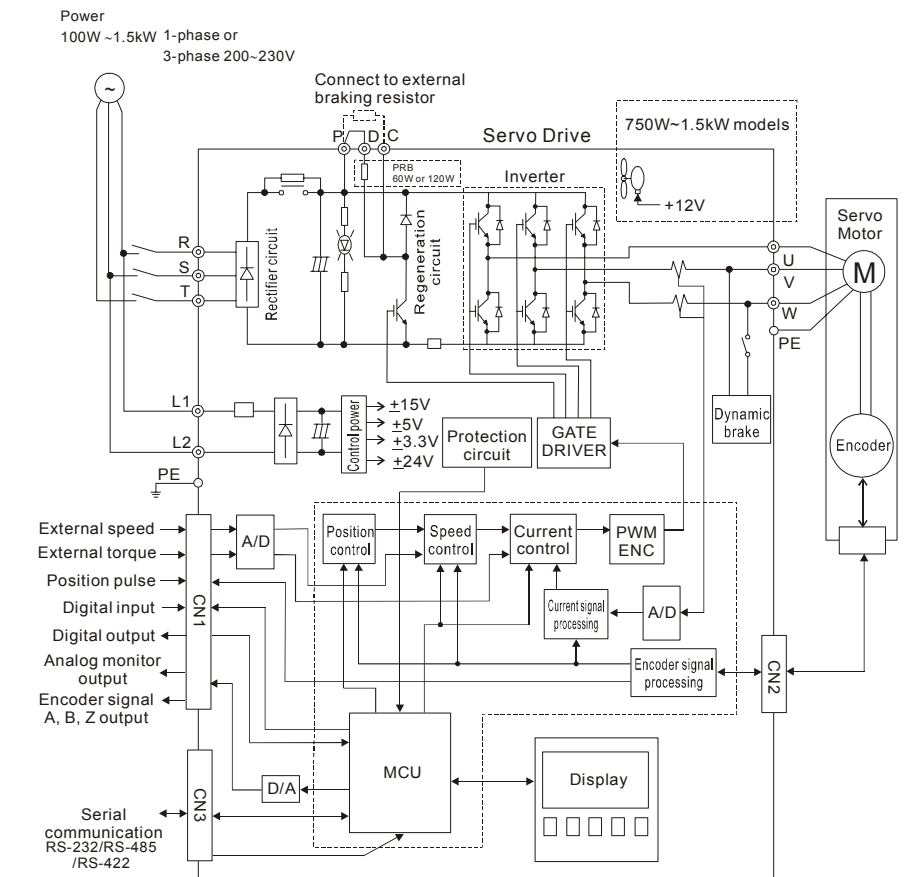 Power
100W ~1.5kW 1-phase or
3-phase 200~230V
~
Connect to external
braking resistor
P D C
Servo Drive
750W~1.5kW models
+12V
PRB
60W or 120W
Inverter
Regeneration
circuit
Rectifier circuit
R
S
T
Servo
Motor
M
U
V
W
PE
L1
L2
PE
Control power
+15V
+5V
+3.3V
+24V
Protection
circuit
GATE
DRIVER
Dynamic
brake
Encoder
External speed
External torque
Position pulse
Digital input
Digital output
Analog monitor
output
Encoder signal
A, B, Z output
CN1
A/D
Position
control
Speed
control
Current
control
PWM
ENC
Current signal
processing
A/D
Encoder signal
processing
CN2
MCU
D/A
Display
CN3
Serial
communication
RS-232/RS-485
/RS-422